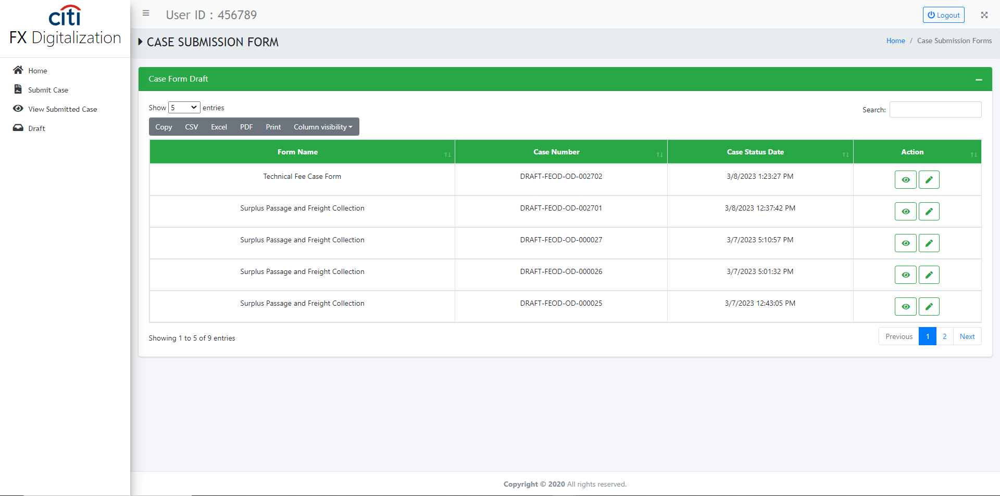 citi
FX Digitalization
Home
Submit Case
View Submitted Case
Draft
User ID : 456789
Logout
CASE SUBMISSION FORM
Home / Case Submission Forms
Case Form Draft
Show 5 entries
Search:
Copy CSV Excel PDF Print Column visibility
Form Name Case Number Case Status Date Action
Technical Fee Case Form DRAFT-FEOD-OD-002702 3/8/2023 1:23:27 PM
Surplus Passage and Freight Collection DRAFT-FEOD-OD-002701 3/8/2023 12:37:42 PM
Surplus Passage and Freight Collection DRAFT-FEOD-OD-000027 3/7/2023 5:10:57 PM
Surplus Passage and Freight Collection DRAFT-FEOD-OD-000026 3/7/2023 5:01:32 PM
Surplus Passage and Freight Collection DRAFT-FEOD-OD-000025 3/7/2023 12:43:05 PM
Showing 1 to 5 of 9 entries
Previous 1 2 Next
Copyright © 2020 All rights reserved.